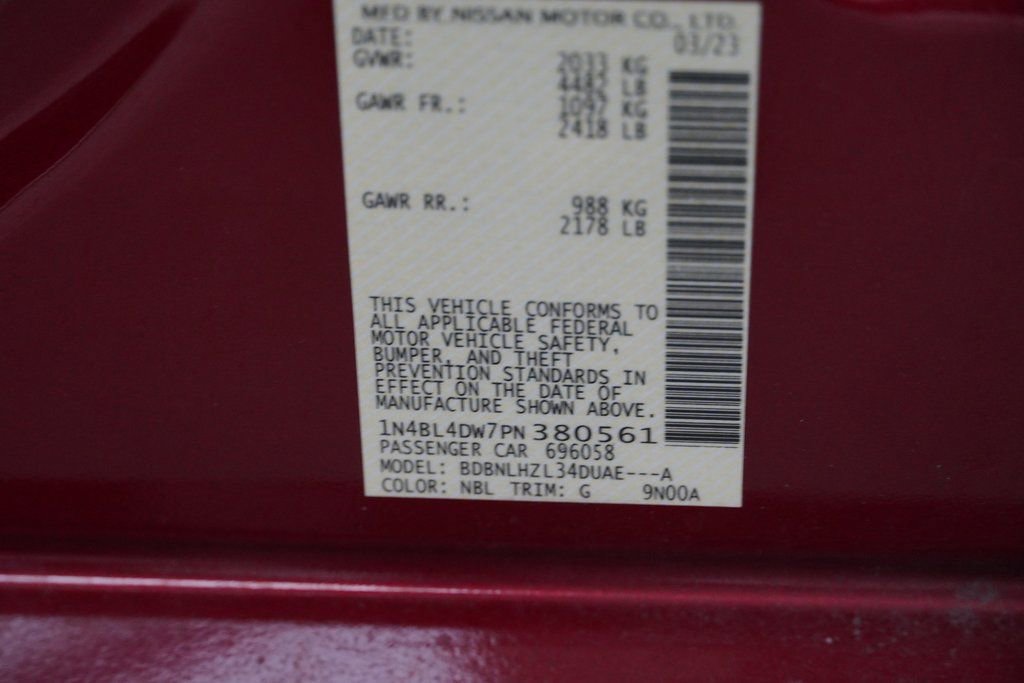 MFD BY NISSAN MOTOR CO., LTD.
DATE: 03/23
GVWR: 2033 KG
4482 LB
GAWR FR.: 1097 KG
2418 LB
GAWR RR.: 988 KG
2178 LB
THIS VEHICLE CONFORMS TO
ALL APPLICABLE FEDERAL
MOTOR VEHICLE SAFETY,
BUMPER, AND THEFT
PREVENTION STANDARDS IN
EFFECT ON THE DATE OF
MANUFACTURE SHOWN ABOVE.
1N4BL4DW7PN380561
PASSENGER CAR 696058
MODEL: BDBNLHZL34DUAE---A
COLOR: NBL TRIM: G 9N00A